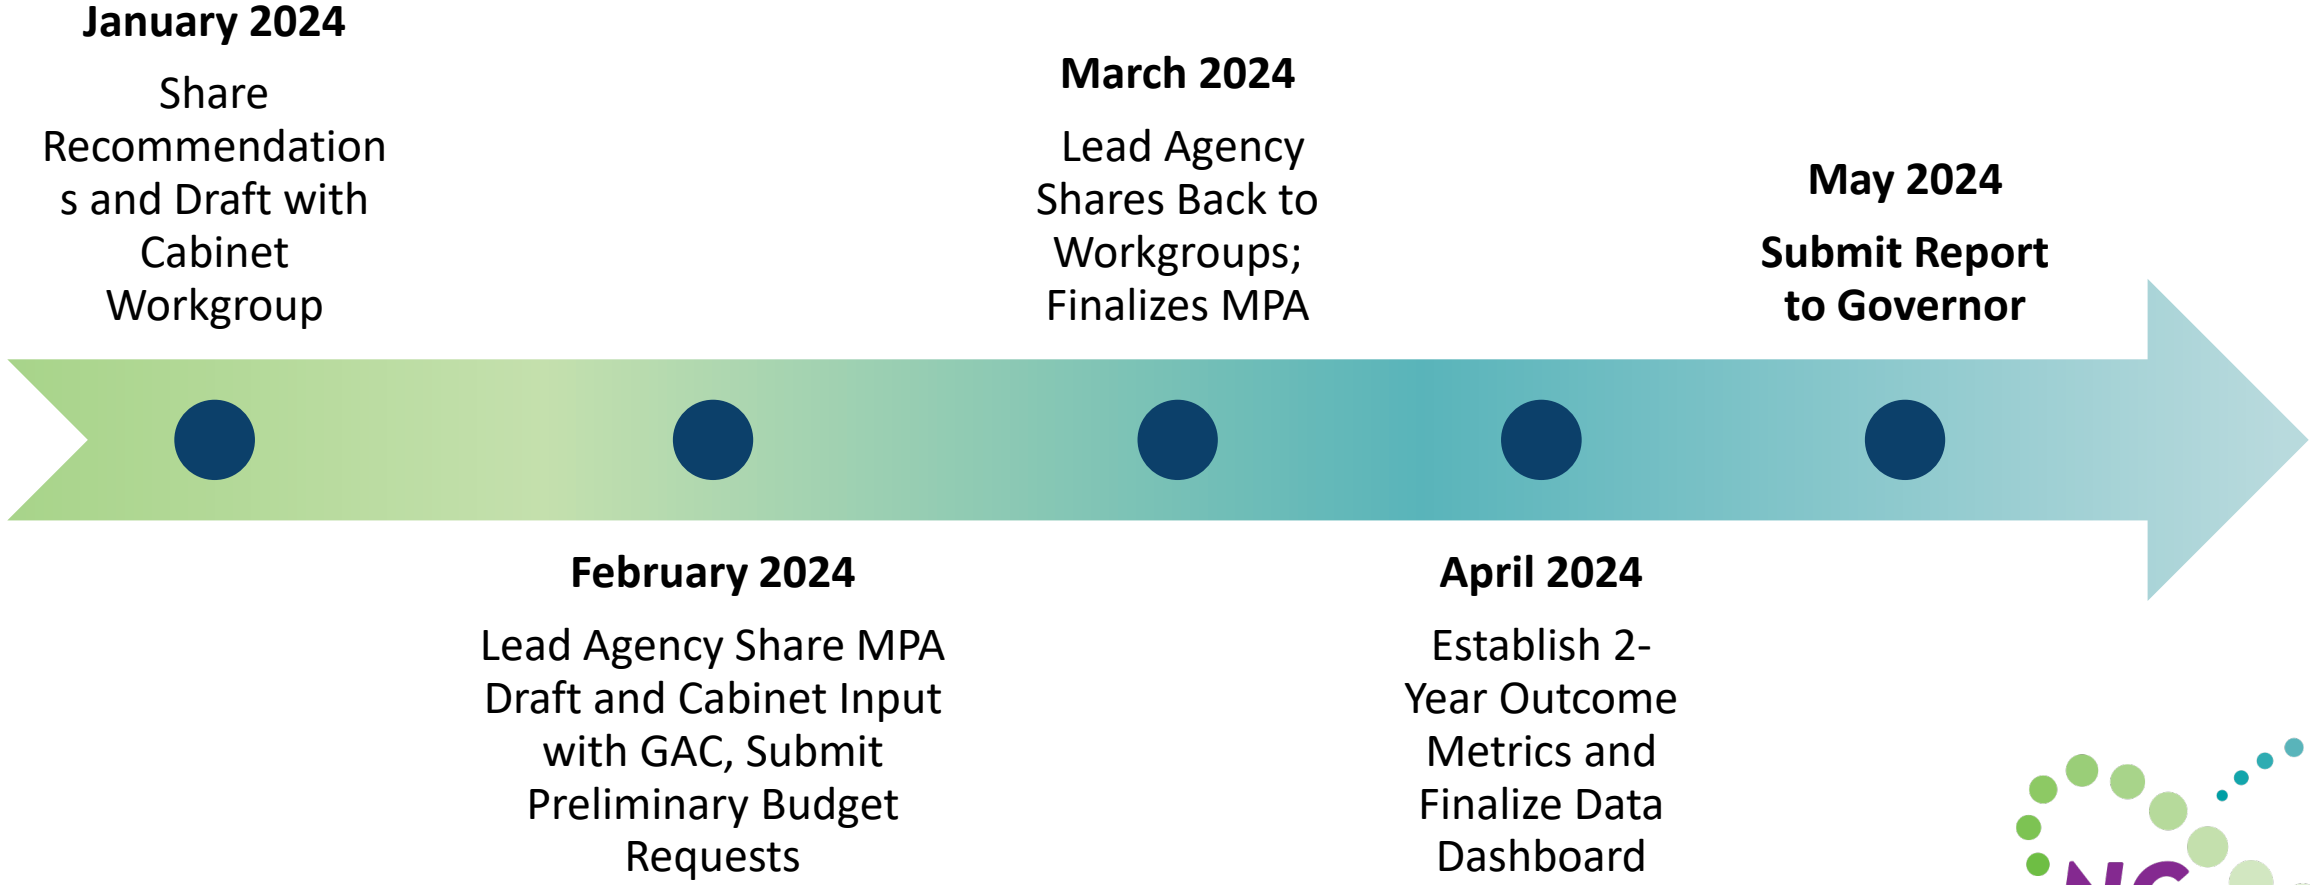 January 2024
Share
Recommendation
s and Draft with
Cabinet
Workgroup
February 2024
Lead Agency Share MPA
Draft and Cabinet Input
with GAC, Submit
Preliminary Budget
Requests
March 2024
Lead Agency
Shares Back to
Workgroups;
Finalizes MPA
April 2024
Establish 2-
Year Outcome
Metrics and
Finalize Data
Dashboard
May 2024
Submit Report
to Governor